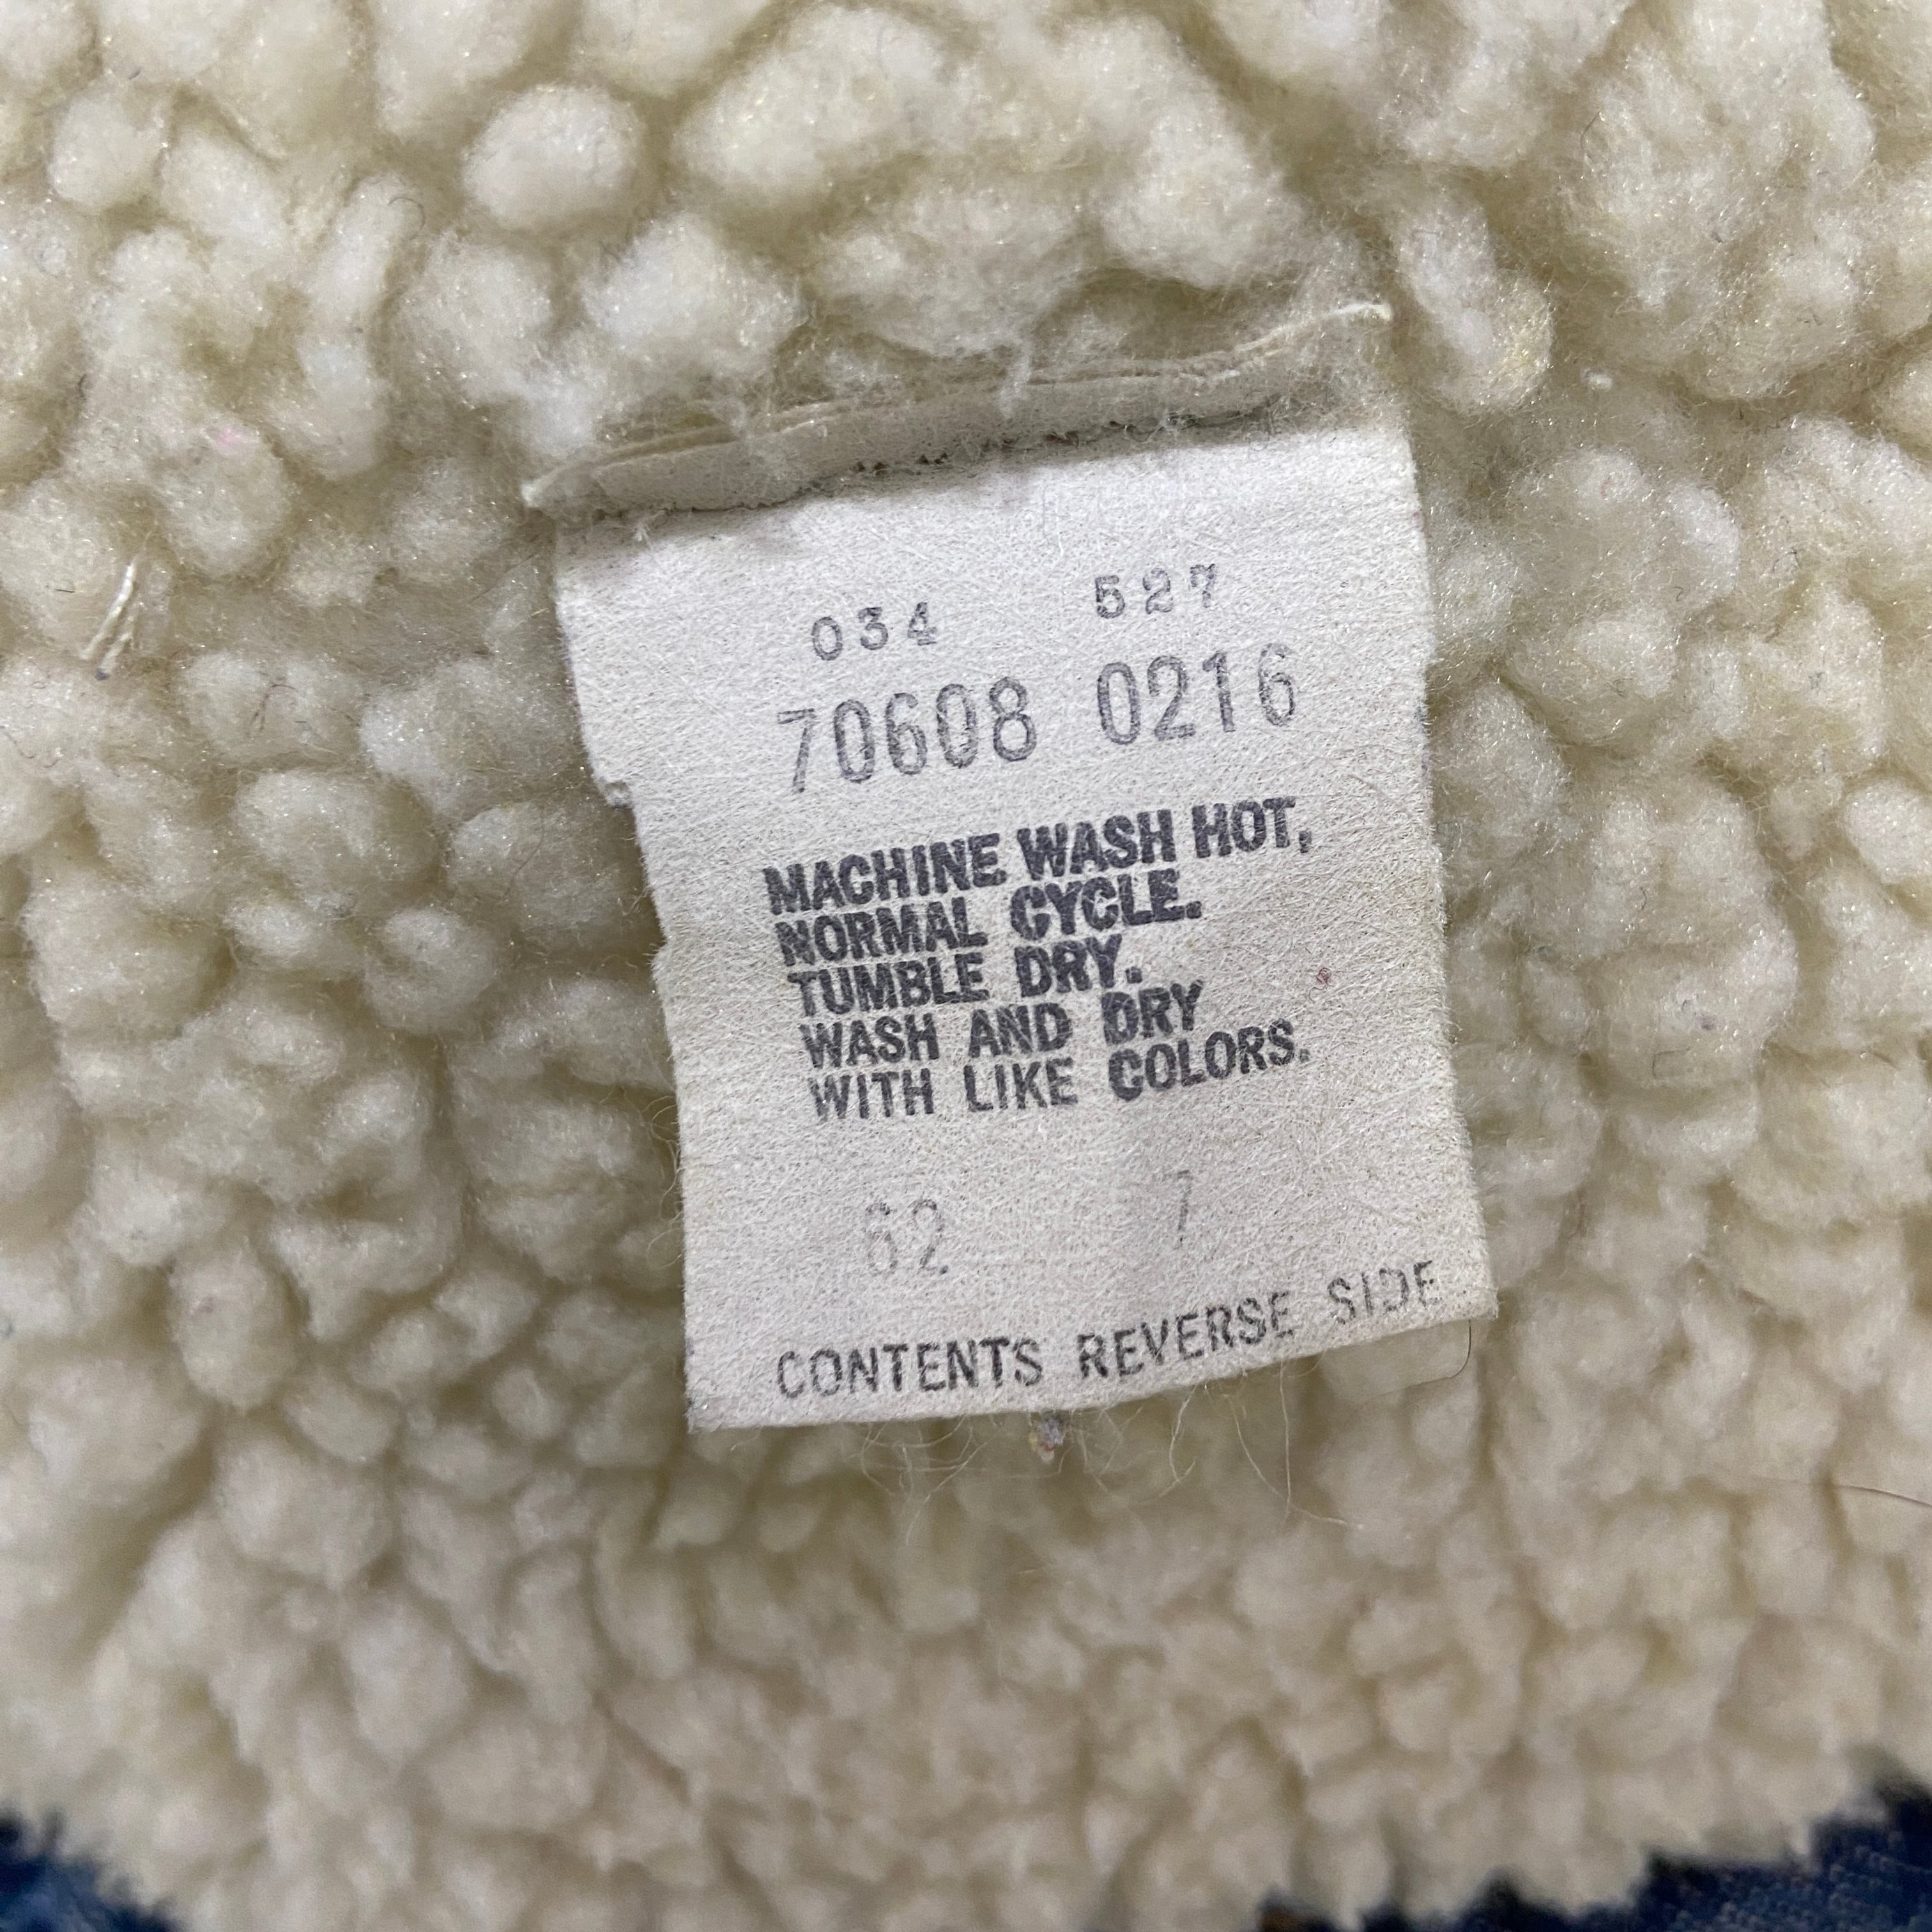 034 527
70608 0216
MACHINE WASH HOT,
NORMAL CYCLE.
TUMBLE DRY.
WASH AND DRY
WITH LIKE COLORS.
62 7
CONTENTS REVERSE SIDE